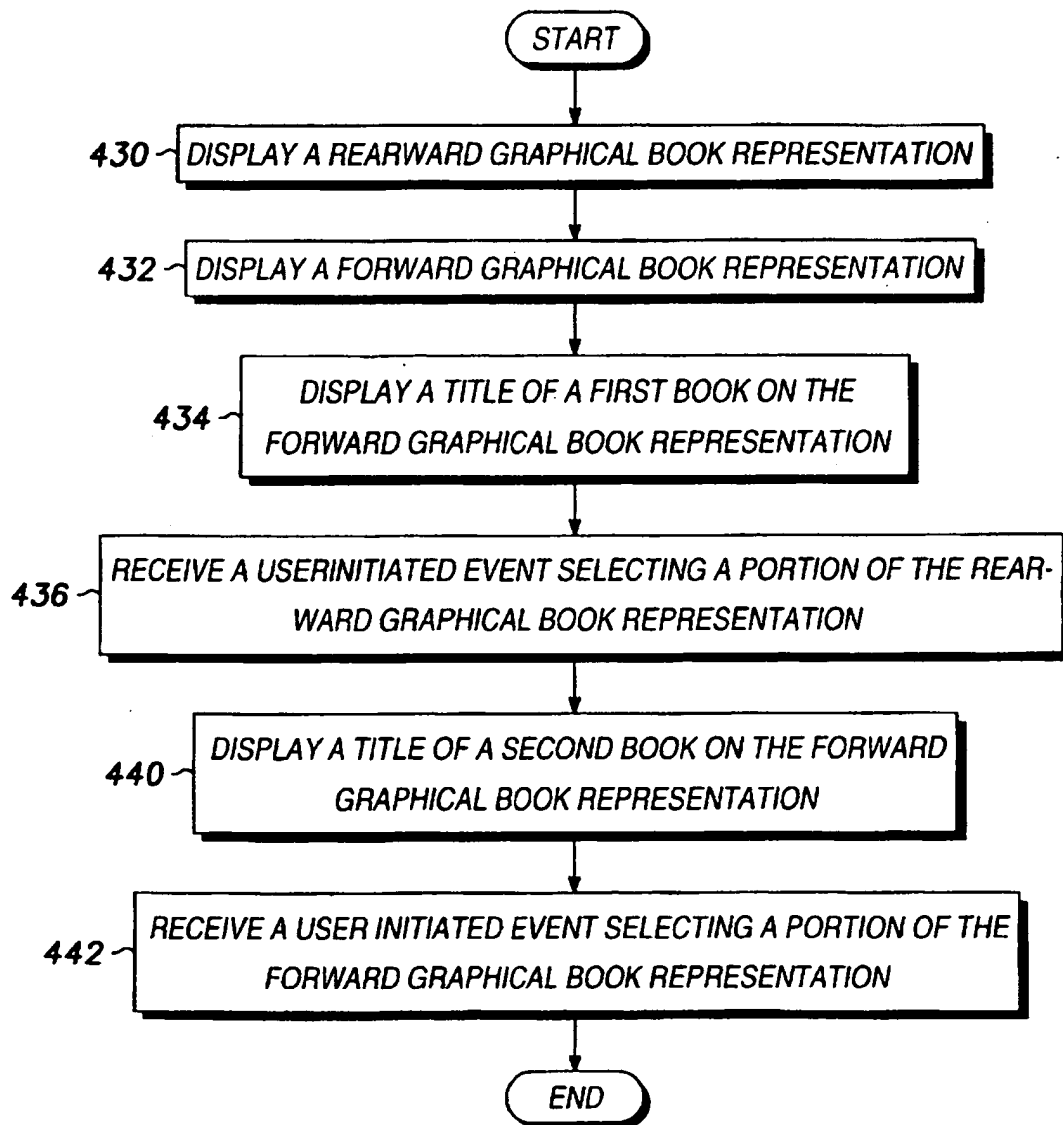 START
430 DISPLAY A REARWARD GRAPHICAL BOOK REPRESENTATION
432 DISPLAY A FORWARD GRAPHICAL BOOK REPRESENTATION
434 DISPLAY A TITLE OF A FIRST BOOK ON THE
FORWARD GRAPHICAL BOOK REPRESENTATION
436 RECEIVE A USERINITIATED EVENT SELECTING A PORTION OF THE REAR-
WARD GRAPHICAL BOOK REPRESENTATION
440 DISPLAY A TITLE OF A SECOND BOOK ON THE FORWARD
GRAPHICAL BOOK REPRESENTATION
442 RECEIVE A USER INITIATED EVENT SELECTING A PORTION OF THE
FORWARD GRAPHICAL BOOK REPRESENTATION
END